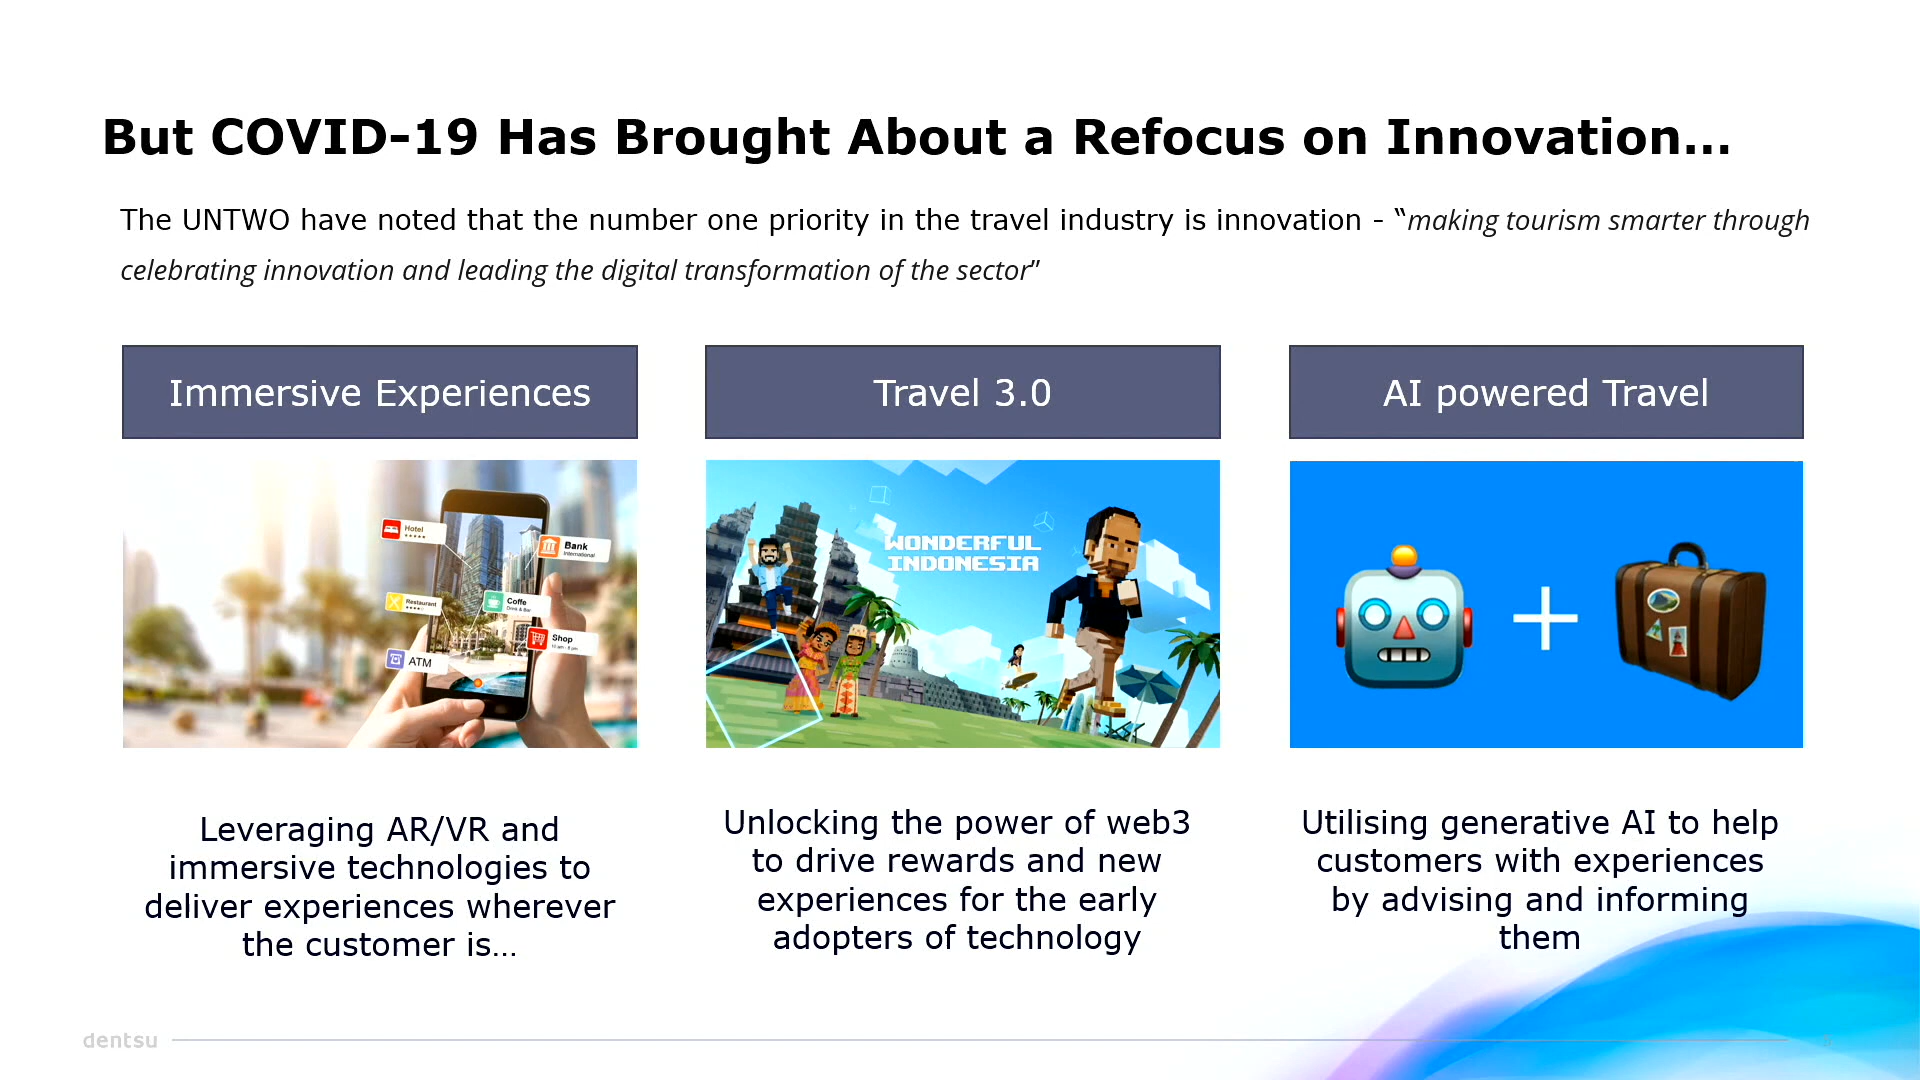 But COVID-19 Has Brought About a Refocus on Innovation...
The UNTWO have noted that the number one priority in the travel industry is innovation - “making tourism smarter through
celebrating innovation and leading the digital transformation of the sector”
Immersive Experiences
Travel 3.0
AI powered Travel
Hotel
Bank
International
Restaurant
Coffe
Drink & Bar
Shop
ATM
WONDERFUL
INDONESIA
Leveraging AR/VR and
immersive technologies to
deliver experiences wherever
the customer is...
Unlocking the power of web3
to drive rewards and new
experiences for the early
adopters of technology
Utilising generative AI to help
customers with experiences
by advising and informing
them
dentsu